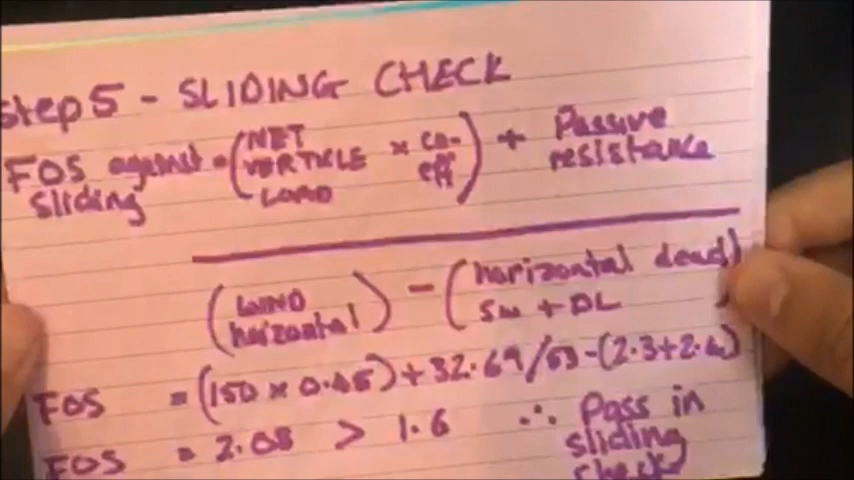 Step 5 - SLIDING CHECK
FOS against sliding = (NET VERTICLE LOAD × co-eff) + Passive resistance
(WIND horizontal) - (horizontal dead SW + DL)
FOS = (150 × 0.45) + 32.69/53-(2.3+2.6)
FOS = 2.08 > 1.6 ∴ Pass in
sliding
check